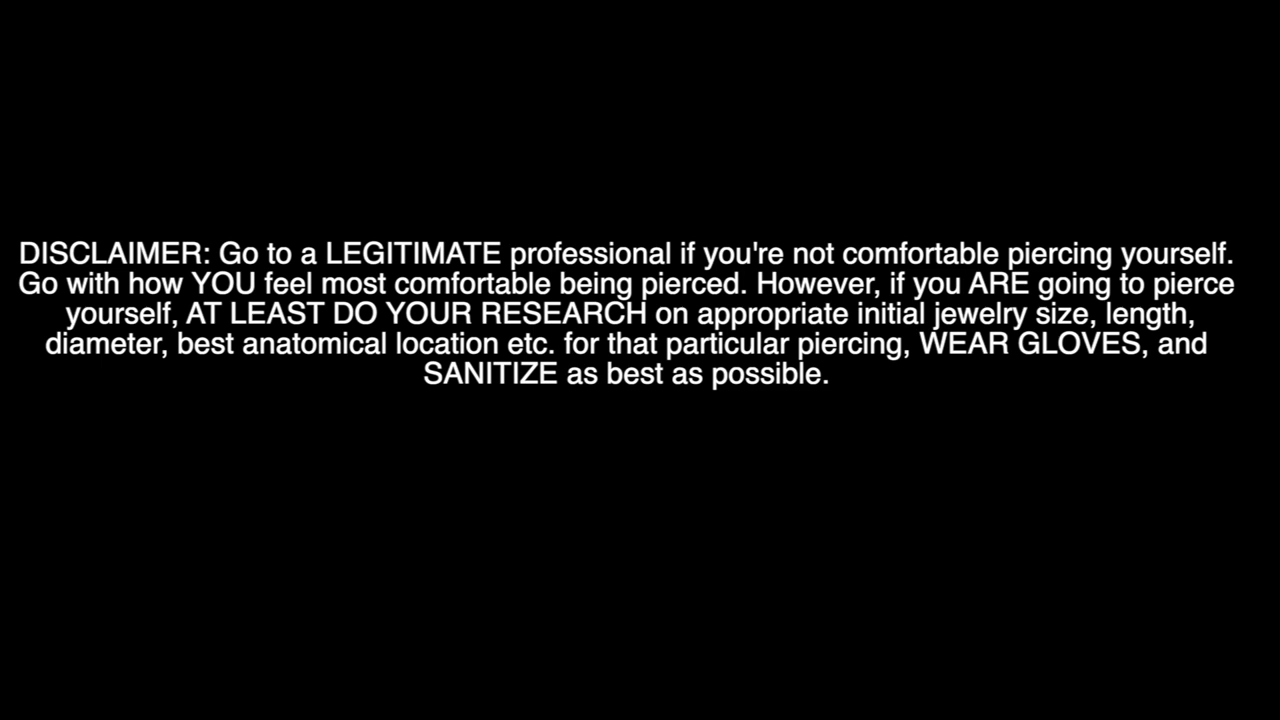 DISCLAIMER: Go to a LEGITIMATE professional if you're not comfortable piercing yourself.
Go with how YOU feel most comfortable being pierced. However, if you ARE going to pierce
yourself, AT LEAST DO YOUR RESEARCH on appropriate initial jewelry size, length,
diameter, best anatomical location etc. for that particular piercing, WEAR GLOVES, and
SANITIZE as best as possible.